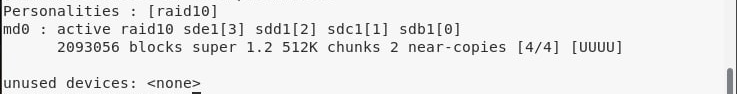 Personalities : [raid10]
md0 : active raid10 sde1[3] sdd1[2] sdc1[1] sdb1[0]
      2093056 blocks super 1.2 512K chunks 2 near-copies [4/4] [UUUU]

unused devices: <none>